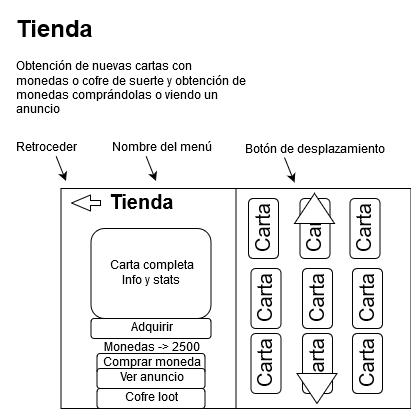 Tienda
Obtención de nuevas cartas con
monedas o cofre de suerte y obtención de
monedas comprándolas o viendo un
anuncio
Retroceder
Nombre del menú
Botón de desplazamiento
Tienda
Carta completa
Info y stats
Adquirir
Monedas -> 2500
Comprar moneda
Ver anuncio
Cofre loot
Carta
Carta
Carta
Carta
Carta
Carta
Carta
Carta
Carta